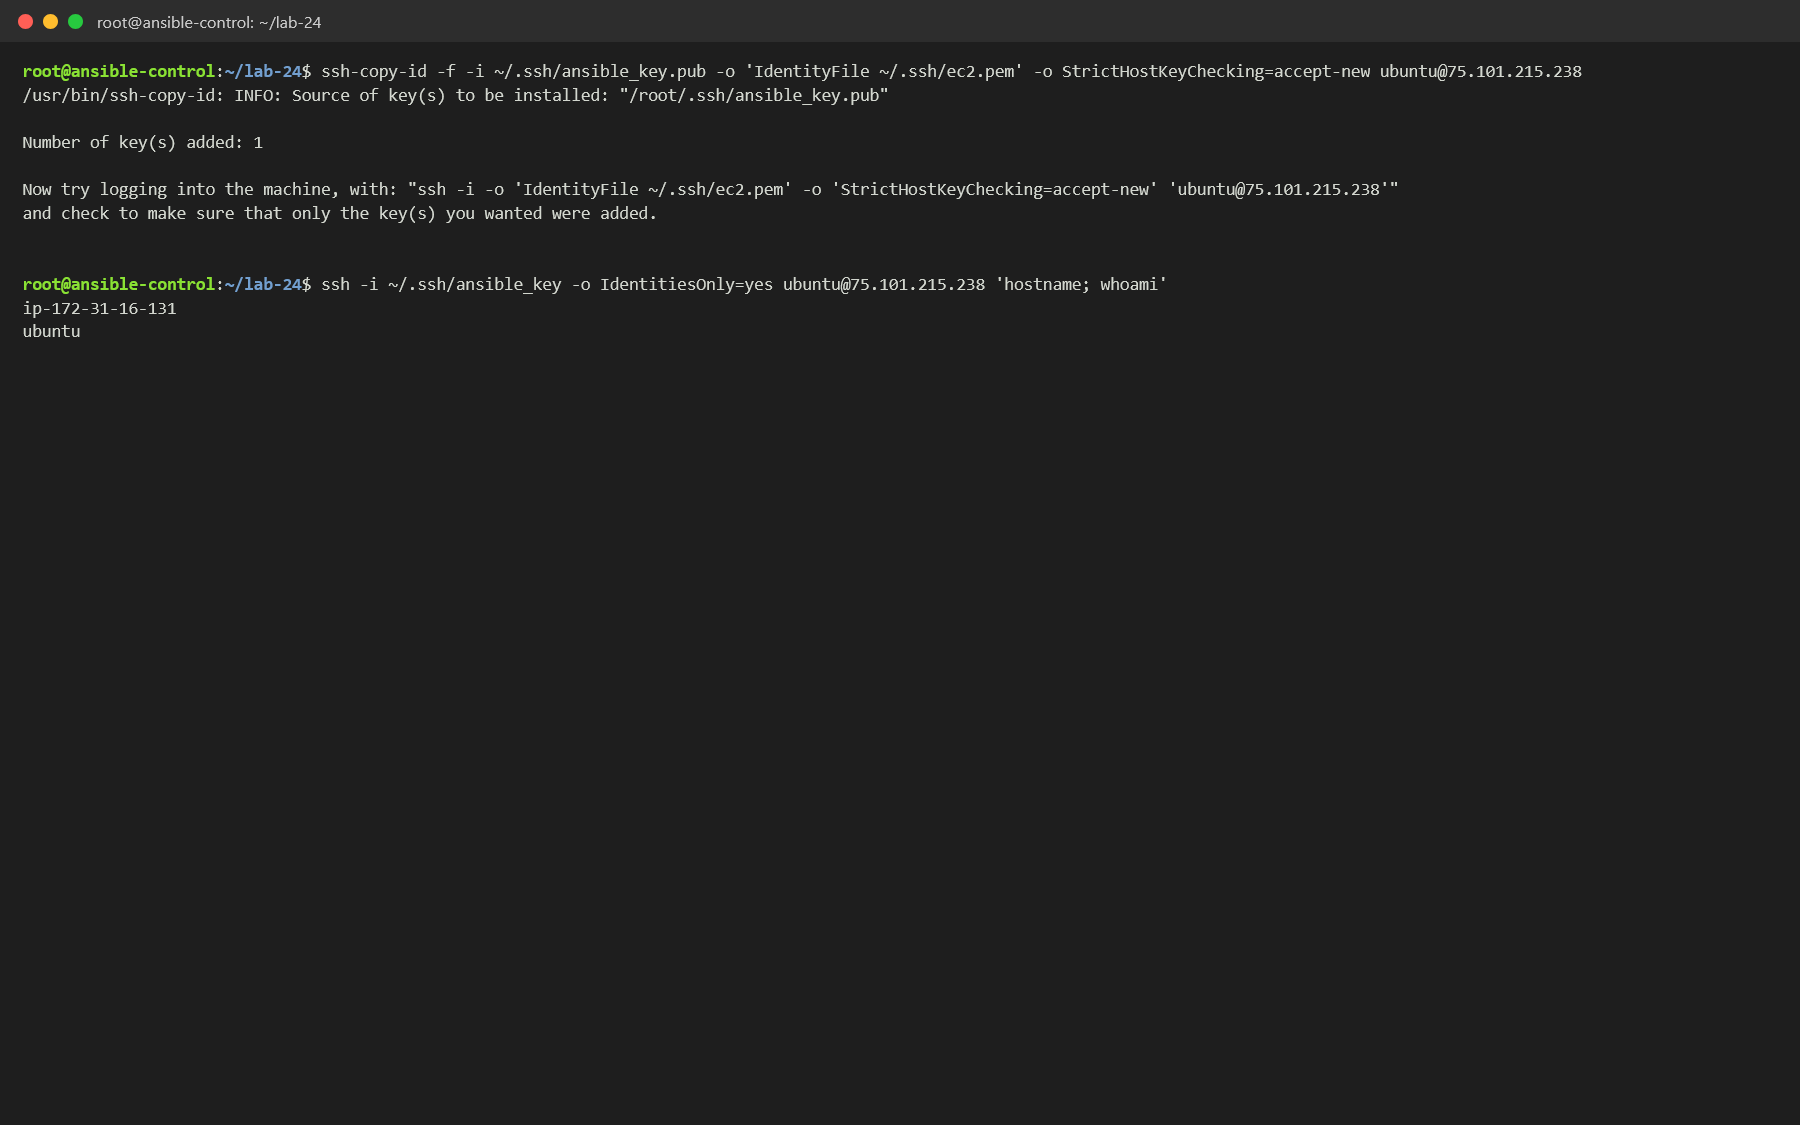 root@ansible-control: ~/lab-24
root@ansible-control:~/lab-24$ ssh-copy-id -f -i ~/.ssh/ansible_key.pub -o 'IdentityFile ~/.ssh/ec2.pem' -o StrictHostKeyChecking=accept-new ubuntu@75.101.215.238
/usr/bin/ssh-copy-id: INFO: Source of key(s) to be installed: "/root/.ssh/ansible_key.pub"
Number of key(s) added: 1
Now try logging into the machine, with: "ssh -i -o 'IdentityFile ~/.ssh/ec2.pem' -o 'StrictHostKeyChecking=accept-new' 'ubuntu@75.101.215.238'"
and check to make sure that only the key(s) you wanted were added.
root@ansible-control:~/lab-24$ ssh -i ~/.ssh/ansible_key -o IdentitiesOnly=yes ubuntu@75.101.215.238 'hostname; whoami'
ip-172-31-16-131
ubuntu